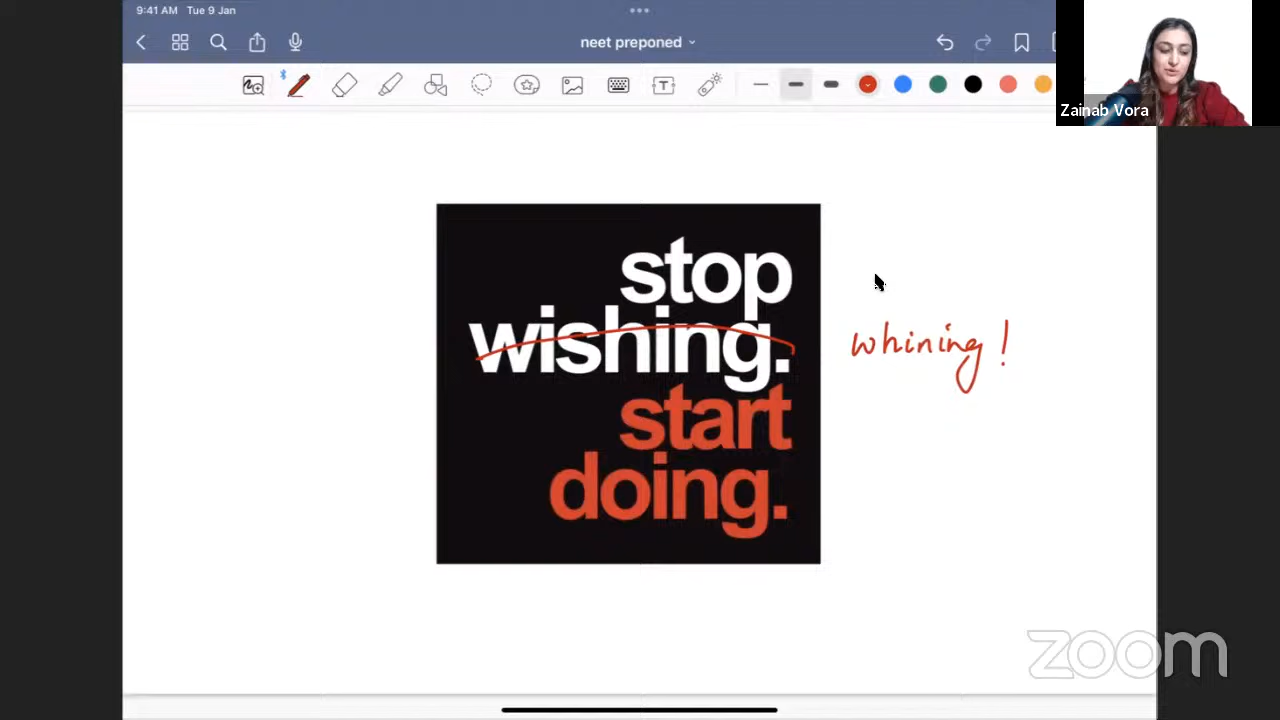 9:41 AM Tue 9 Jan
neet preponed
Zainab Vora
stop
wishing.
whining!
start
doing.
zoom